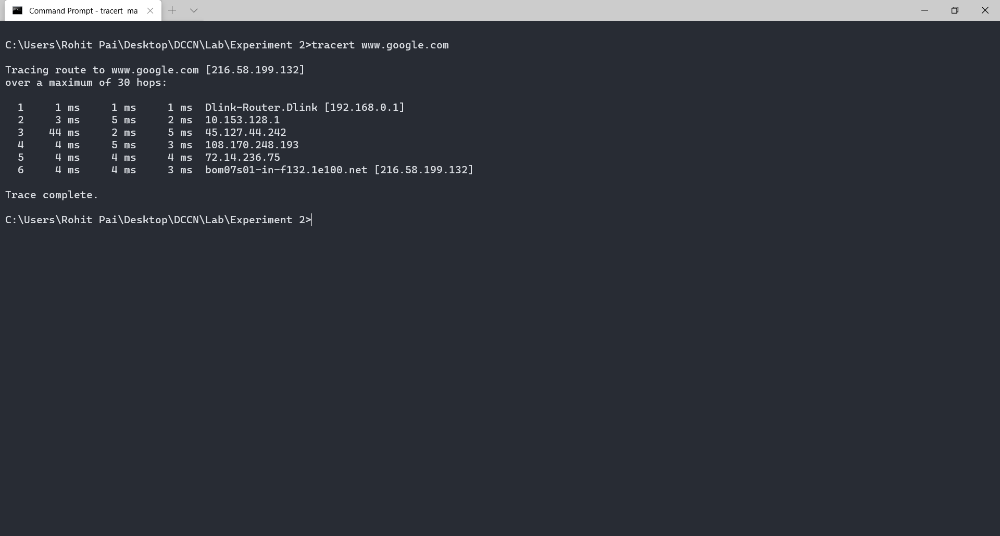 Command Prompt - tracert  ma
C:\Users\Rohit Pai\Desktop\DCCN\Lab\Experiment 2>tracert www.google.com
Tracing route to www.google.com [216.58.199.132]
over a maximum of 30 hops:
  1     1 ms     1 ms     1 ms  Dlink-Router.Dlink [192.168.0.1]
  2     3 ms     5 ms     2 ms  10.153.128.1
  3    44 ms     2 ms     5 ms  45.127.44.242
  4     4 ms     5 ms     3 ms  108.170.248.193
  5     4 ms     4 ms     4 ms  72.14.236.75
  6     4 ms     4 ms     3 ms  bom07s01-in-f132.1e100.net [216.58.199.132]
Trace complete.
C:\Users\Rohit Pai\Desktop\DCCN\Lab\Experiment 2>